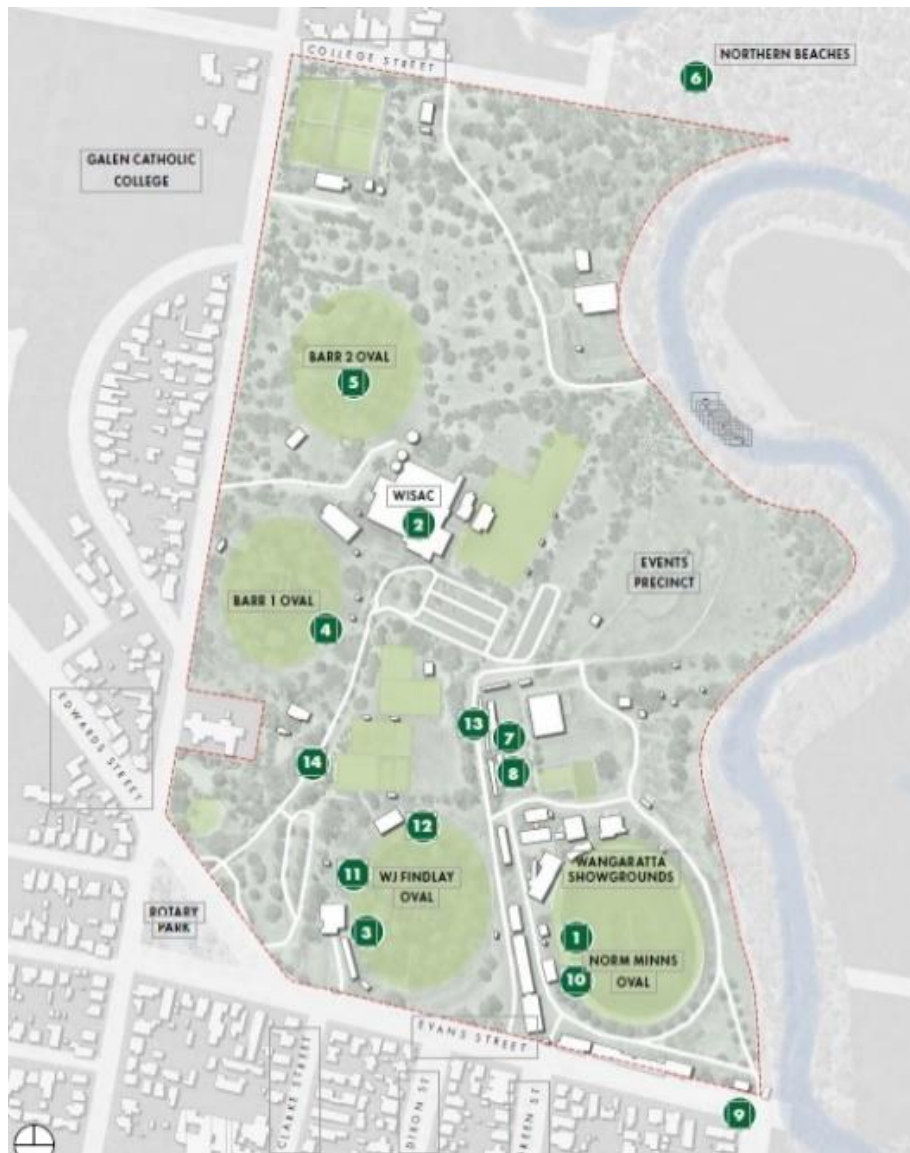 COLLEGE STREET
NORTHERN BEACHES
6
GALEN CATHOLIC
COLLEGE
BARR 2 OVAL
5
WISAC
2
EVENTS
PRECINCT
BARR 1 OVAL
4
EDWARDS STREET
13
7
14
8
12
WANGARATTA
SHOWGROUNDS
11
WJ FINDLAY
OVAL
ROTARY
PARK
3
1
NORM MINNS
OVAL
10
EVANS STREET
CLARKE STREET
DIXON ST
REEN ST
9